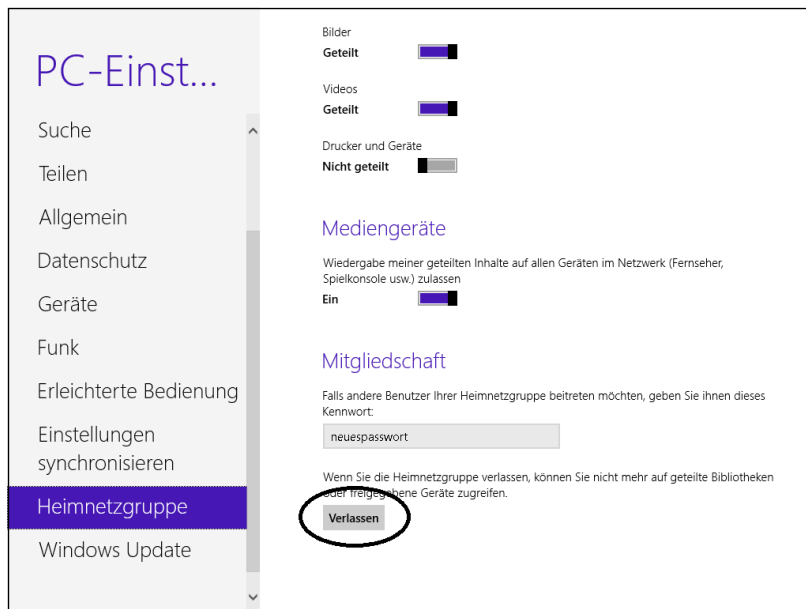 PC-Einst...
Suche
Teilen
Allgemein
Datenschutz
Geräte
Funk
Erleichterte Bedienung
Einstellungen
synchronisieren
Heimnetzgruppe
Windows Update
Bilder
Geteilt
Videos
Geteilt
Drucker und Geräte
Nicht geteilt
Mediengeräte
Wiedergabe meiner geteilten Inhalte auf allen Geräten im Netzwerk (Fernseher,
Spielkonsole usw.) zulassen
Ein
Mitgliedschaft
Falls andere Benutzer Ihrer Heimnetzgruppe beitreten möchten, geben Sie ihnen dieses
Kennwort:
neuespasswort
Wenn Sie die Heimnetzgruppe verlassen, können Sie nicht mehr auf geteilte Bibliotheken
oder freigegebene Geräte zugreifen.
Verlassen